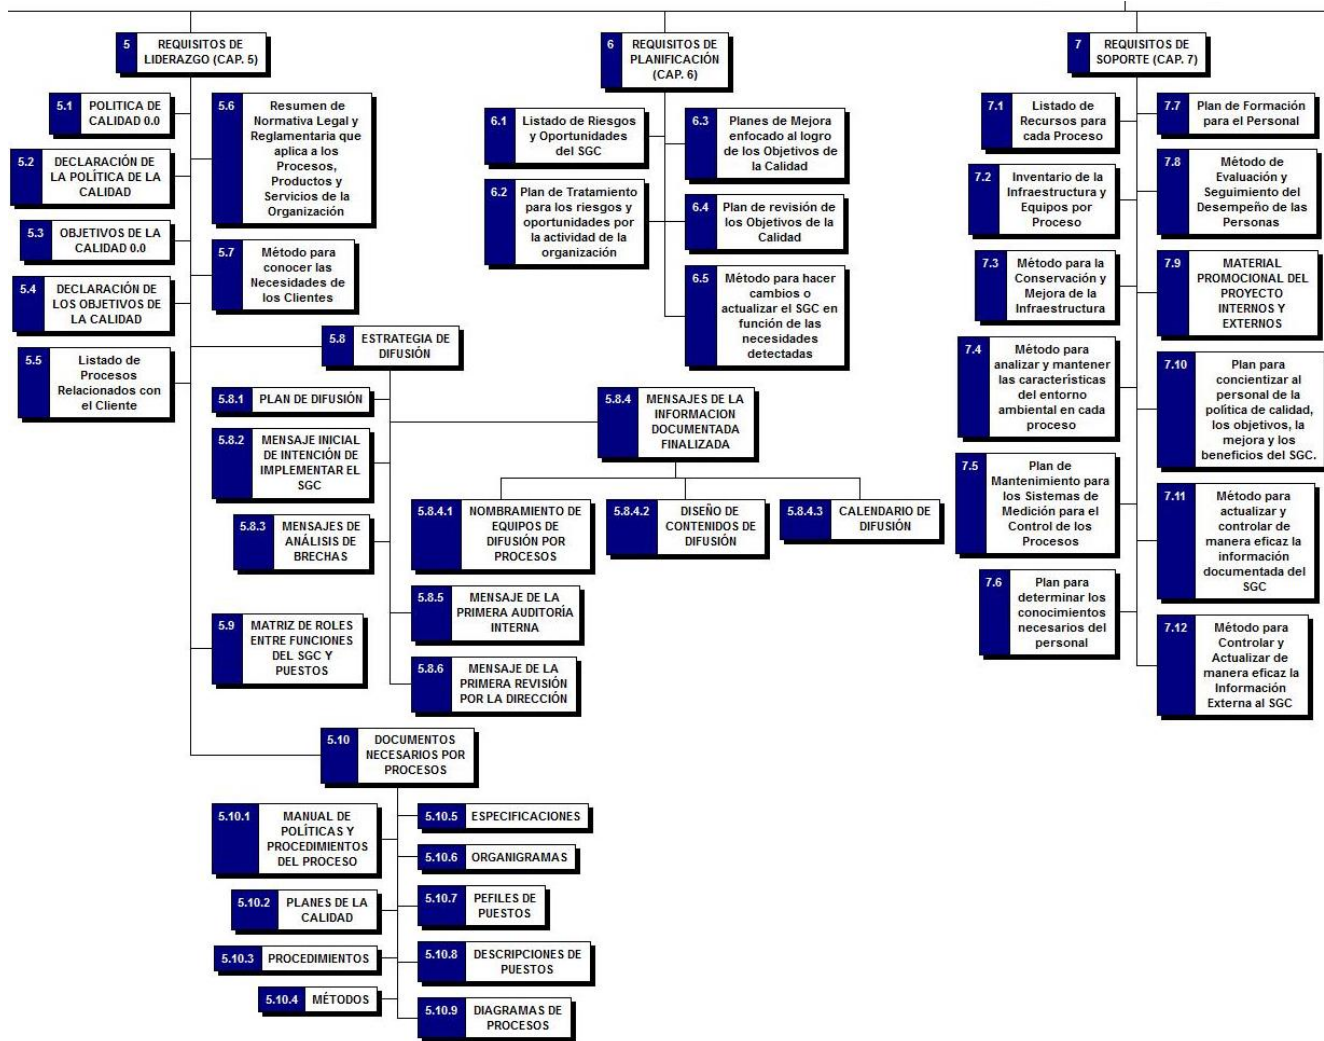 5 REQUISITOS DE
LIDERAZGO (CAP. 5)
5.1 POLITICA DE
CALIDAD 0.0
5.2 DECLARACIÓN DE
LA POLÍTICA DE LA
CALIDAD
5.3 OBJETIVOS DE LA
CALIDAD 0.0
5.4 DECLARACIÓN DE
LOS OBJETIVOS DE
LA CALIDAD
5.5 Listado de
Procesos
Relacionados con
el Cliente
5.6 Resumen de
Normativa Legal y
Reglamentaria que
aplica a los
Procesos,
Productos y
Servicios de la
Organización
5.7 Método para
conocer las
Necesidades de
los Clientes
5.8 ESTRATEGIA DE
DIFUSIÓN
5.8.1 PLAN DE DIFUSIÓN
5.8.2 MENSAJE INICIAL
DE INTENCIÓN DE
IMPLEMENTAR EL
SGC
5.8.3 MENSAJES DE
ANÁLISIS DE
BRECHAS
5.8.4 MENSAJES DE LA
INFORMACION
DOCUMENTADA
FINALIZADA
5.8.4.1 NOMBRAMIENTO DE
EQUIPOS DE
DIFUSIÓN POR
PROCESOS
5.8.4.2 DISEÑO DE
CONTENIDOS DE
DIFUSIÓN
5.8.4.3 CALENDARIO DE
DIFUSIÓN
5.8.5 MENSAJE DE LA
PRIMERA AUDITORÍA
INTERNA
5.8.6 MENSAJE DE LA
PRIMERA REVISIÓN
POR LA DIRECCIÓN
5.9 MATRIZ DE ROLES
ENTRE FUNCIONES
DEL SGC Y
PUESTOS
5.10 DOCUMENTOS
NECESARIOS POR
PROCESOS
5.10.1 MANUAL DE
POLÍTICAS Y
PROCEDIMIENTOS
DEL PROCESO
5.10.2 PLANES DE LA
CALIDAD
5.10.3 PROCEDIMIENTOS
5.10.4 MÉTODOS
5.10.5 ESPECIFICACIONES
5.10.6 ORGANIGRAMAS
5.10.7 PEFILES DE
PUESTOS
5.10.8 DESCRIPCIONES DE
PUESTOS
5.10.9 DIAGRAMAS DE
PROCESOS
6 REQUISITOS DE
PLANIFICACIÓN
(CAP. 6)
6.1 Listado de Riesgos
y Oportunidades
del SGC
6.2 Plan de Tratamiento
para los riesgos y
oportunidades por
la actividad de la
organización
6.3 Planes de Mejora
enfocado al logro
de los Objetivos de
la Calidad
6.4 Plan de revisión de
los Objetivos de la
Calidad
6.5 Método para hacer
cambios o
actualizar el SGC en
función de las
necesidades
detectadas
7 REQUISITOS DE
SOPORTE (CAP. 7)
7.1 Listado de
Recursos para
cada Proceso
7.2 Inventario de la
Infraestructura y
Equipos por
Proceso
7.3 Método para la
Conservación y
Mejora de la
Infraestructura
7.4 Método para
analizar y mantener
las características
del entorno
ambiental en cada
proceso
7.5 Plan de
Mantenimiento para
los Sistemas de
Medición para el
Control de los
Procesos
7.6 Plan para
determinar los
conocimientos
necesarios del
personal
7.7 Plan de Formación
para el Personal
7.8 Método de
Evaluación y
Seguimiento del
Desempeño de las
Personas
7.9 MATERIAL
PROMOCIONAL DEL
PROYECTO
INTERNOS Y
EXTERNOS
7.10 Plan para
concientizar al
personal de la
política de calidad,
los objetivos, la
mejora y los
beneficios del SGC.
7.11 Método para
actualizar y
controlar de
manera eficaz la
información
documentada del
SGC
7.12 Método para
Controlar y
Actualizar de
manera eficaz la
Información
Externa al SGC